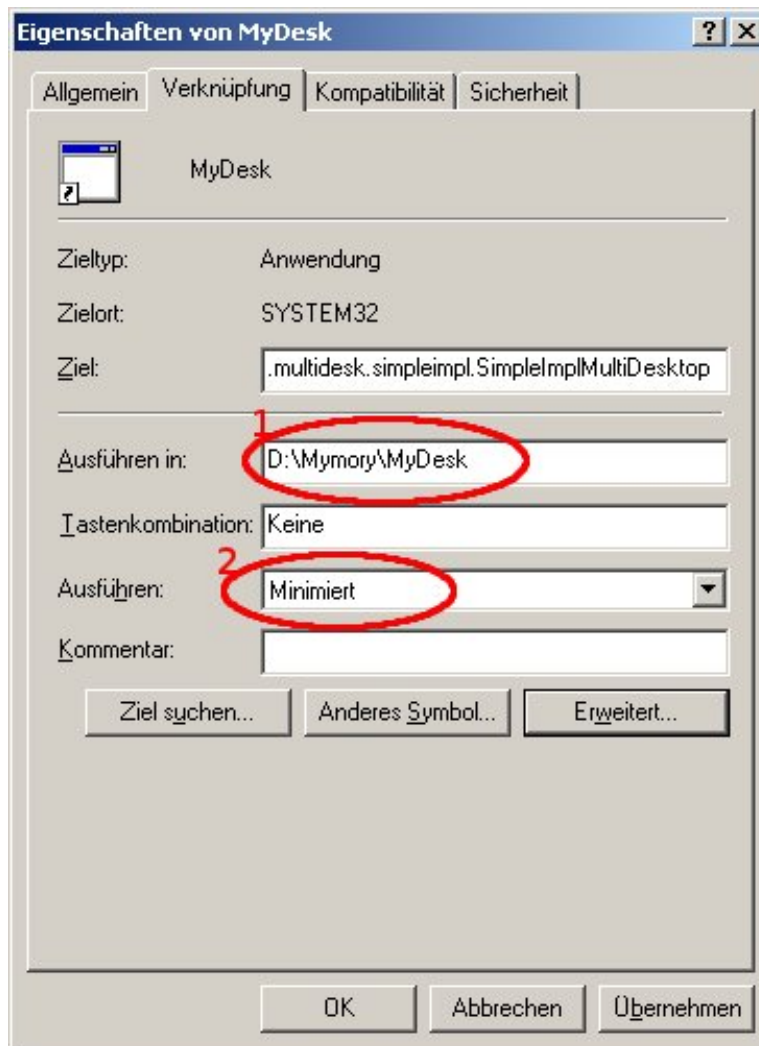 Eigenschaften von MyDesk
Allgemein Verknüpfung Kompatibilität Sicherheit
MyDesk
Zieltyp: Anwendung
Zielort: SYSTEM32
Ziel: .multidesk.simpleimpl.SimpleImplMultiDesktop
1
Ausführen in: D:\Mymory\MyDesk
Tastenkombination: Keine
2
Ausführen: Minimiert
Kommentar:
Ziel suchen... Anderes Symbol... Erweitert...
OK Abbrechen Übernehmen